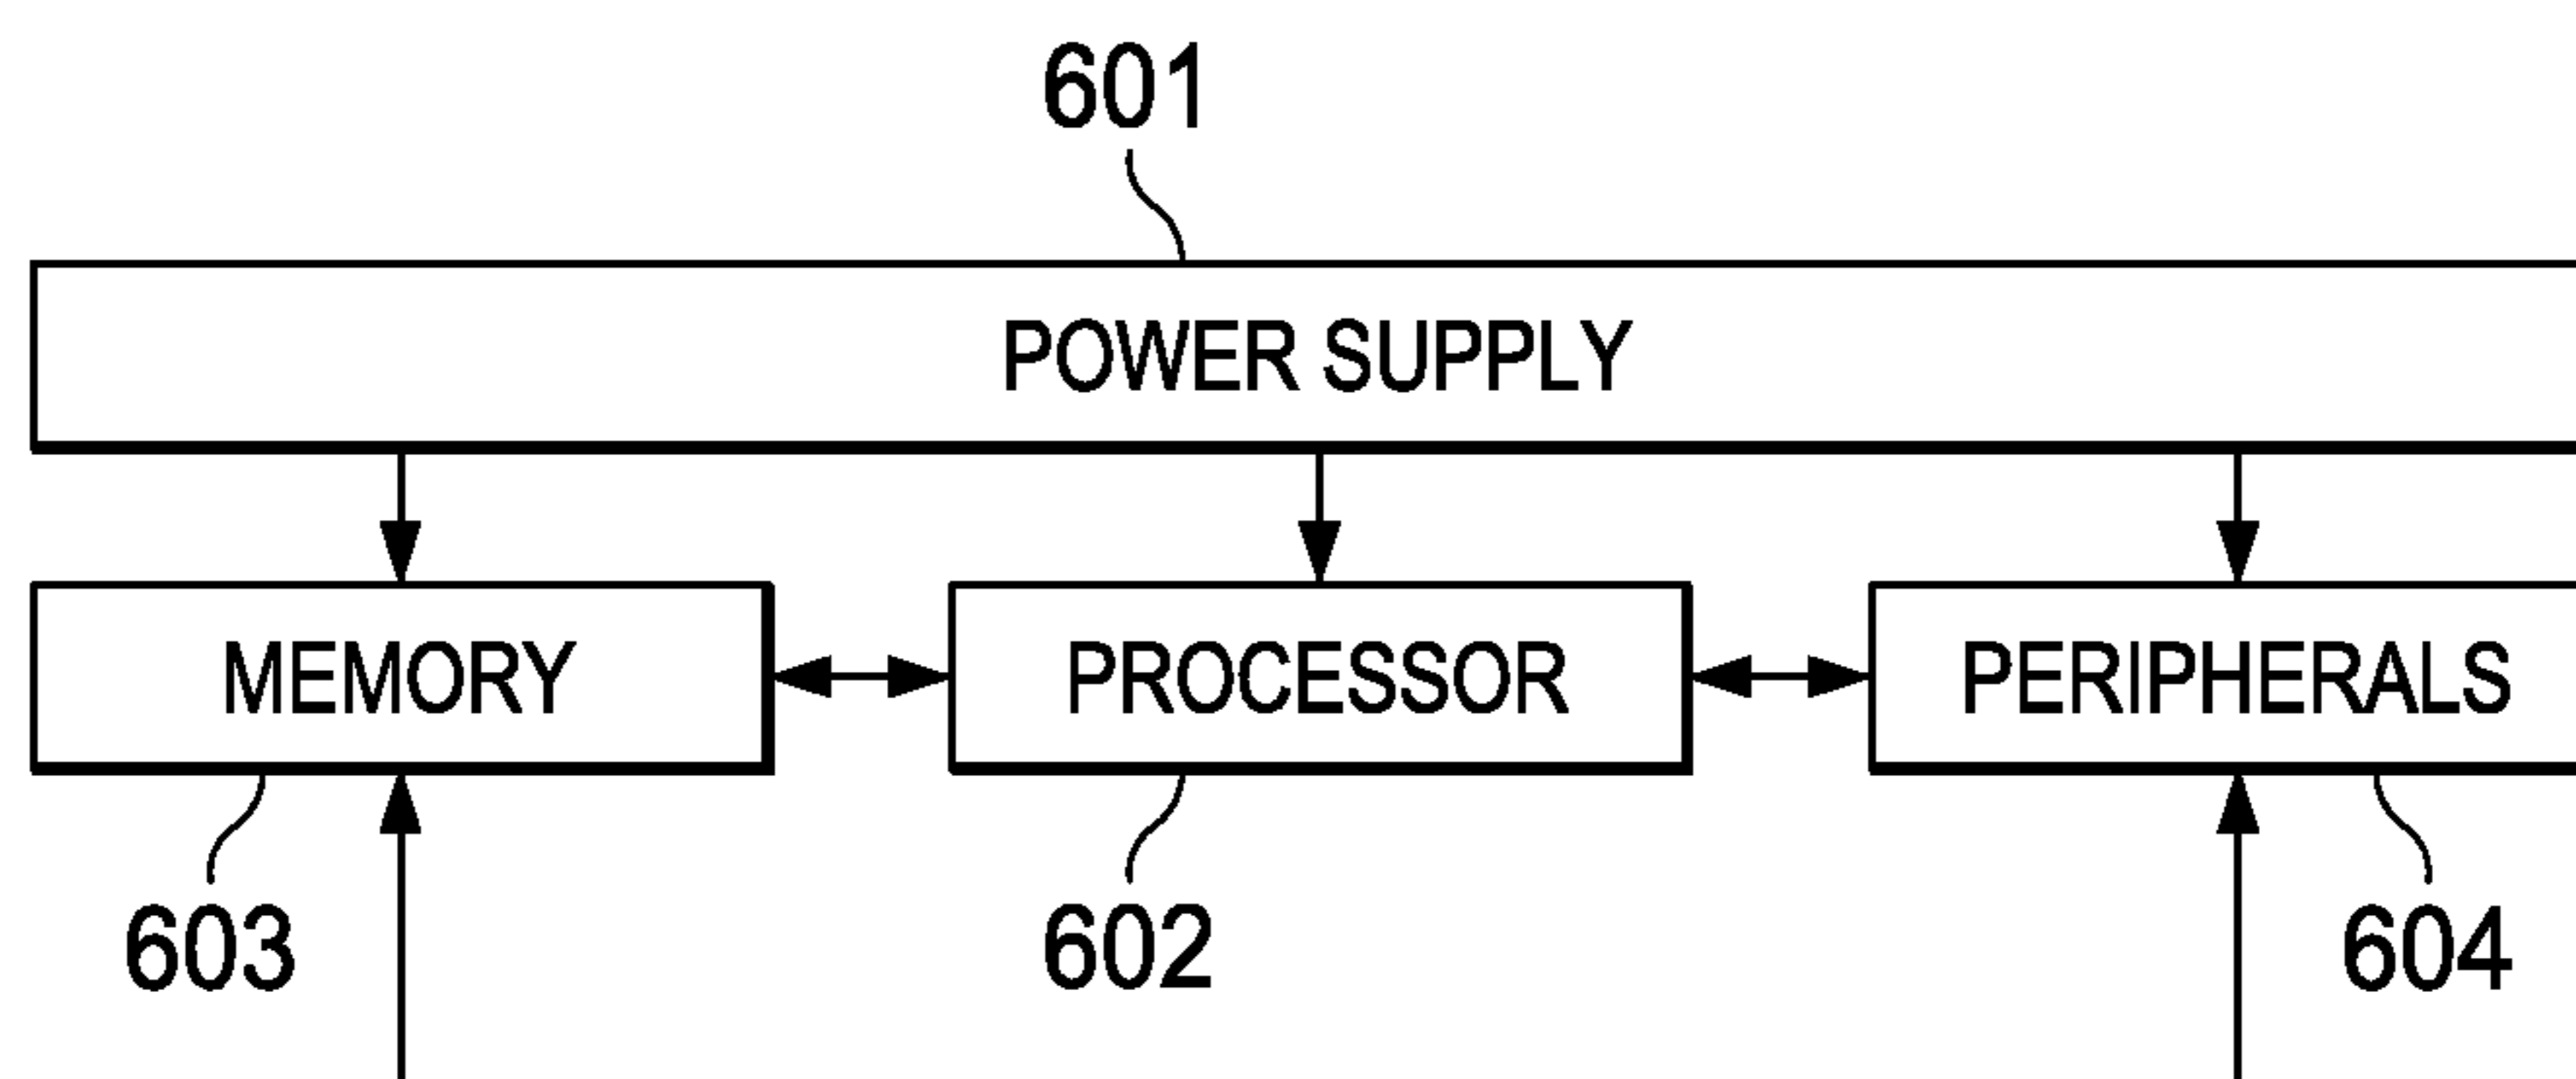 601
POWER SUPPLY
MEMORY
PROCESSOR
PERIPHERALS
603
602
604